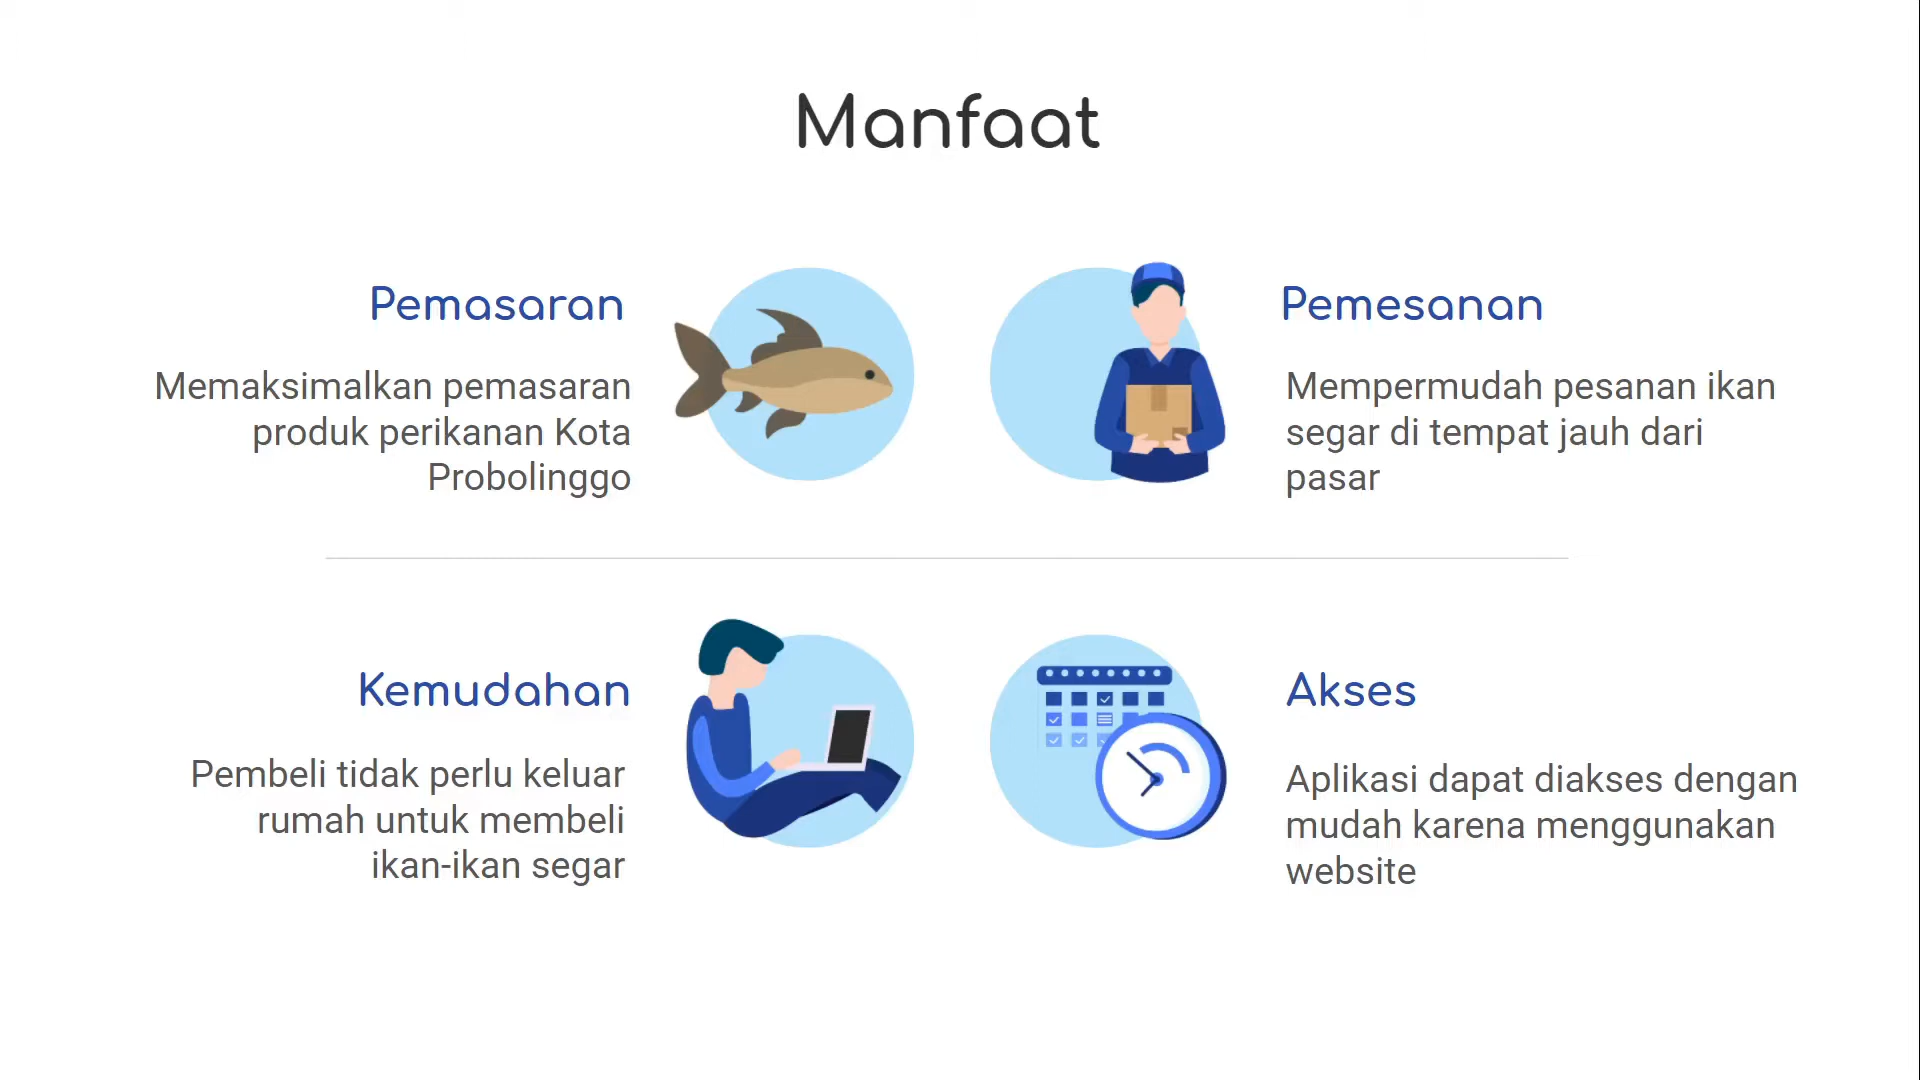 Manfaat
Pemasaran
Memaksimalkan pemasaran
produk perikanan Kota
Probolinggo
Pemesanan
Mempermudah pesanan ikan
segar di tempat jauh dari
pasar
Kemudahan
Pembeli tidak perlu keluar
rumah untuk membeli
ikan-ikan segar
Akses
Aplikasi dapat diakses dengan
mudah karena menggunakan
website